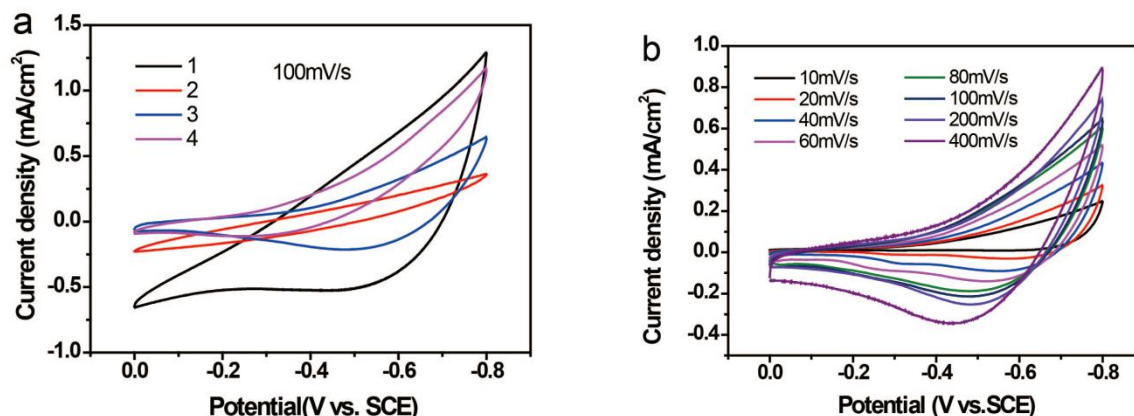 a
1.5
1.0
0.5
0.0
-0.5
-1.0
Current density (mA/cm²)
1
2
3
4
100mV/s
0.0 -0.2 -0.4 -0.6 -0.8
Potential(V vs. SCE)
b
1.0
0.8
0.6
0.4
0.2
0.0
-0.2
-0.4
Current density (mA/cm²)
10mV/s 80mV/s
20mV/s 100mV/s
40mV/s 200mV/s
60mV/s 400mV/s
0.0 -0.2 -0.4 -0.6 -0.8
Potential (V vs.SCE)